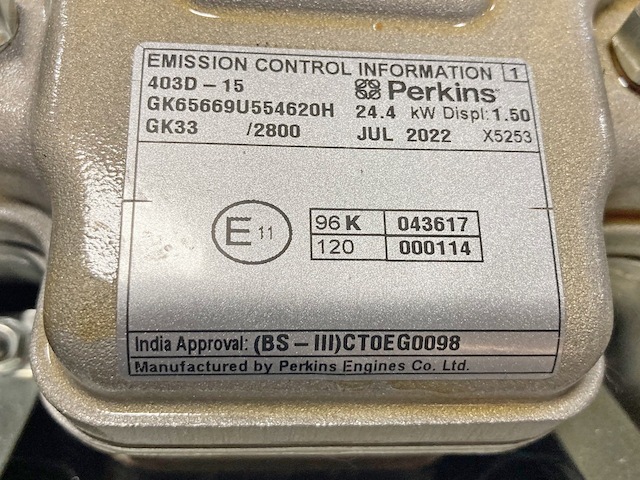 EMISSION CONTROL INFORMATION 1
403D - 15 Perkins
GK65669U554620H 24.4 kW Displ: 1.50
GK33 /2800 JUL 2022 X5253
E 11
96 K 043617
120 000114
India Approval: (BS - III)CT0EG0098
Manufactured by Perkins Engines Co. Ltd.